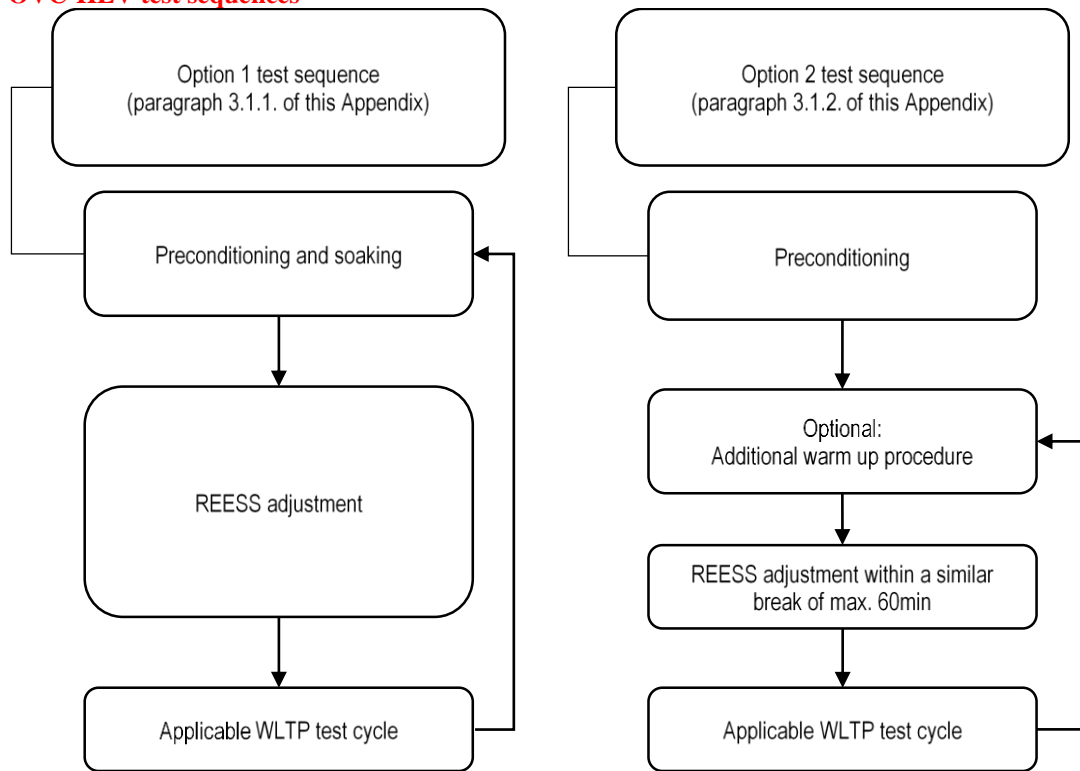 OVC-HEV test sequences
Option 1 test sequence
(paragraph 3.1.1. of this Appendix)
Preconditioning and soaking
REESS adjustment
Applicable WLTP test cycle
Option 2 test sequence
(paragraph 3.1.2. of this Appendix)
Preconditioning
Optional:
Additional warm up procedure
REESS adjustment within a similar
break of max. 60min
Applicable WLTP test cycle